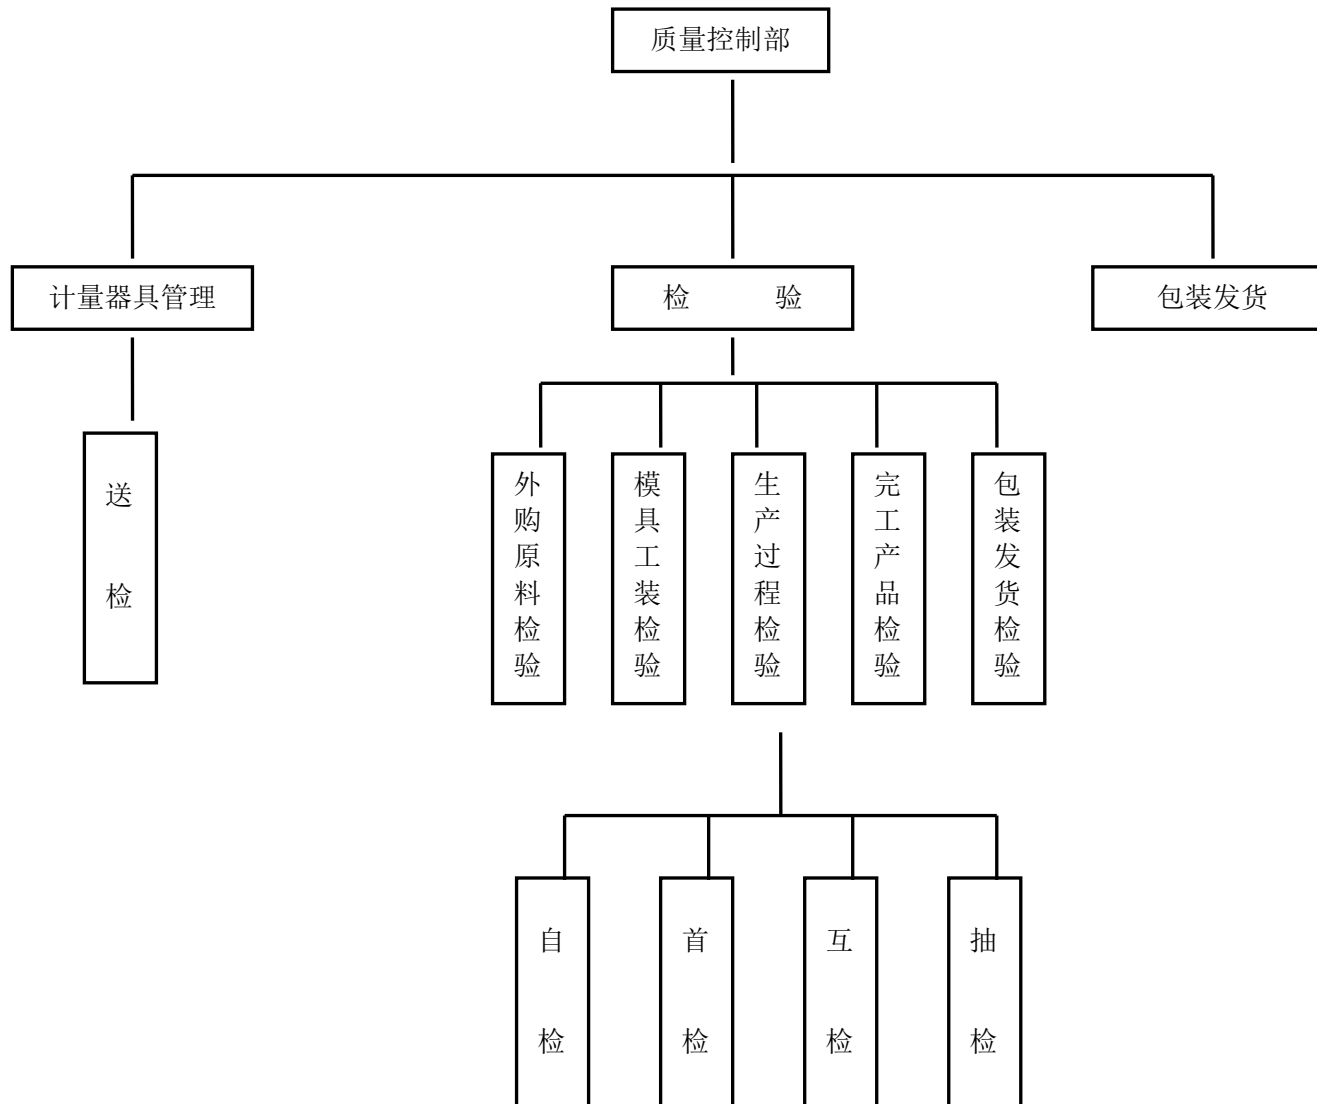 质量控制部
计量器具管理
检 验
包装发货
送检
外购原料检验
模具工装检验
生产过程检验
完工产品检验
包装发货检验
自检
首检
互检
抽检